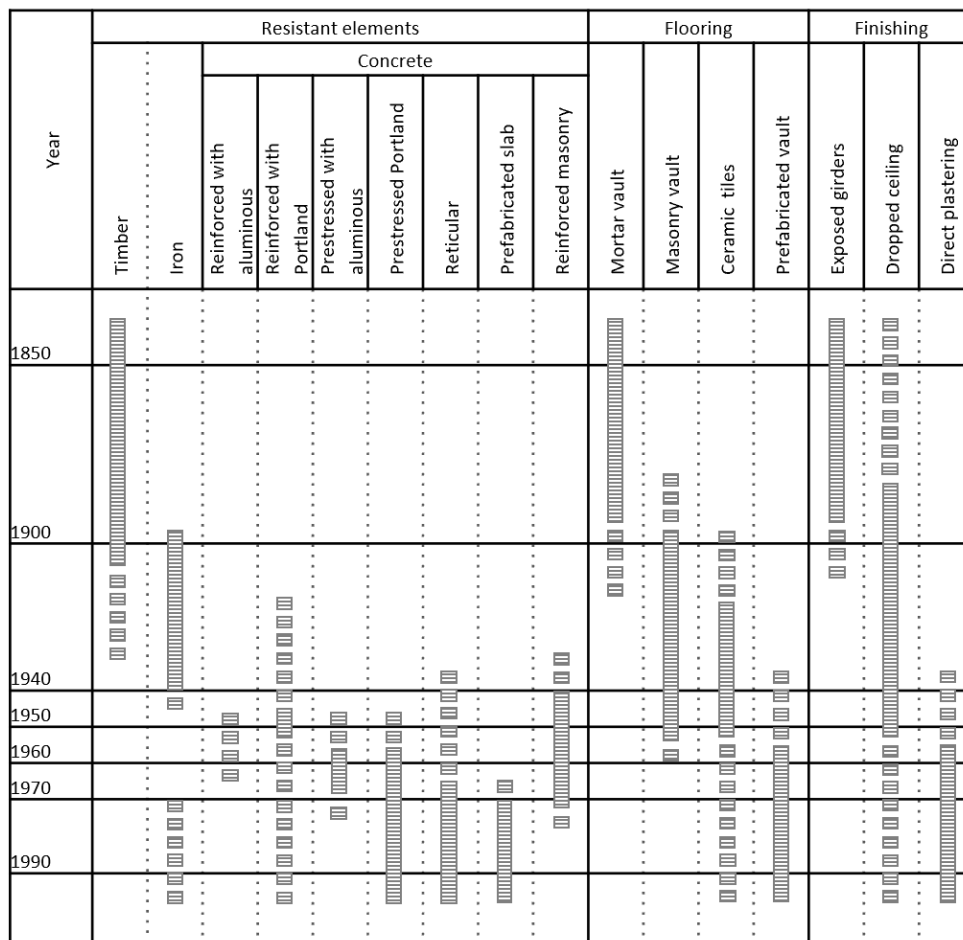 Resistant elements
Flooring
Finishing
Concrete
Year
Timber
Iron
Reinforced with
aluminous
Reinforced with
Portland
Prestressed with
aluminous
Prestressed Portland
Reticular
Prefabricated slab
Reinforced masonry
Mortar vault
Masonry vault
Ceramic tiles
Prefabricated vault
Exposed girders
Dropped ceiling
Direct plastering
1850
1900
1940
1950
1960
1970
1990